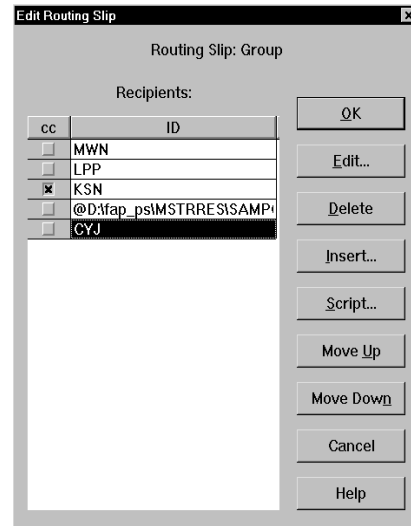 Edit Routing Slip
Routing Slip: Group
Recipients:
cc ID
MWN
LPP
KSN
@D:\fap_ps\MSTRRES\SAMP
CYJ
OK
Edit...
Delete
Insert...
Script...
Move Up
Move Down
Cancel
Help